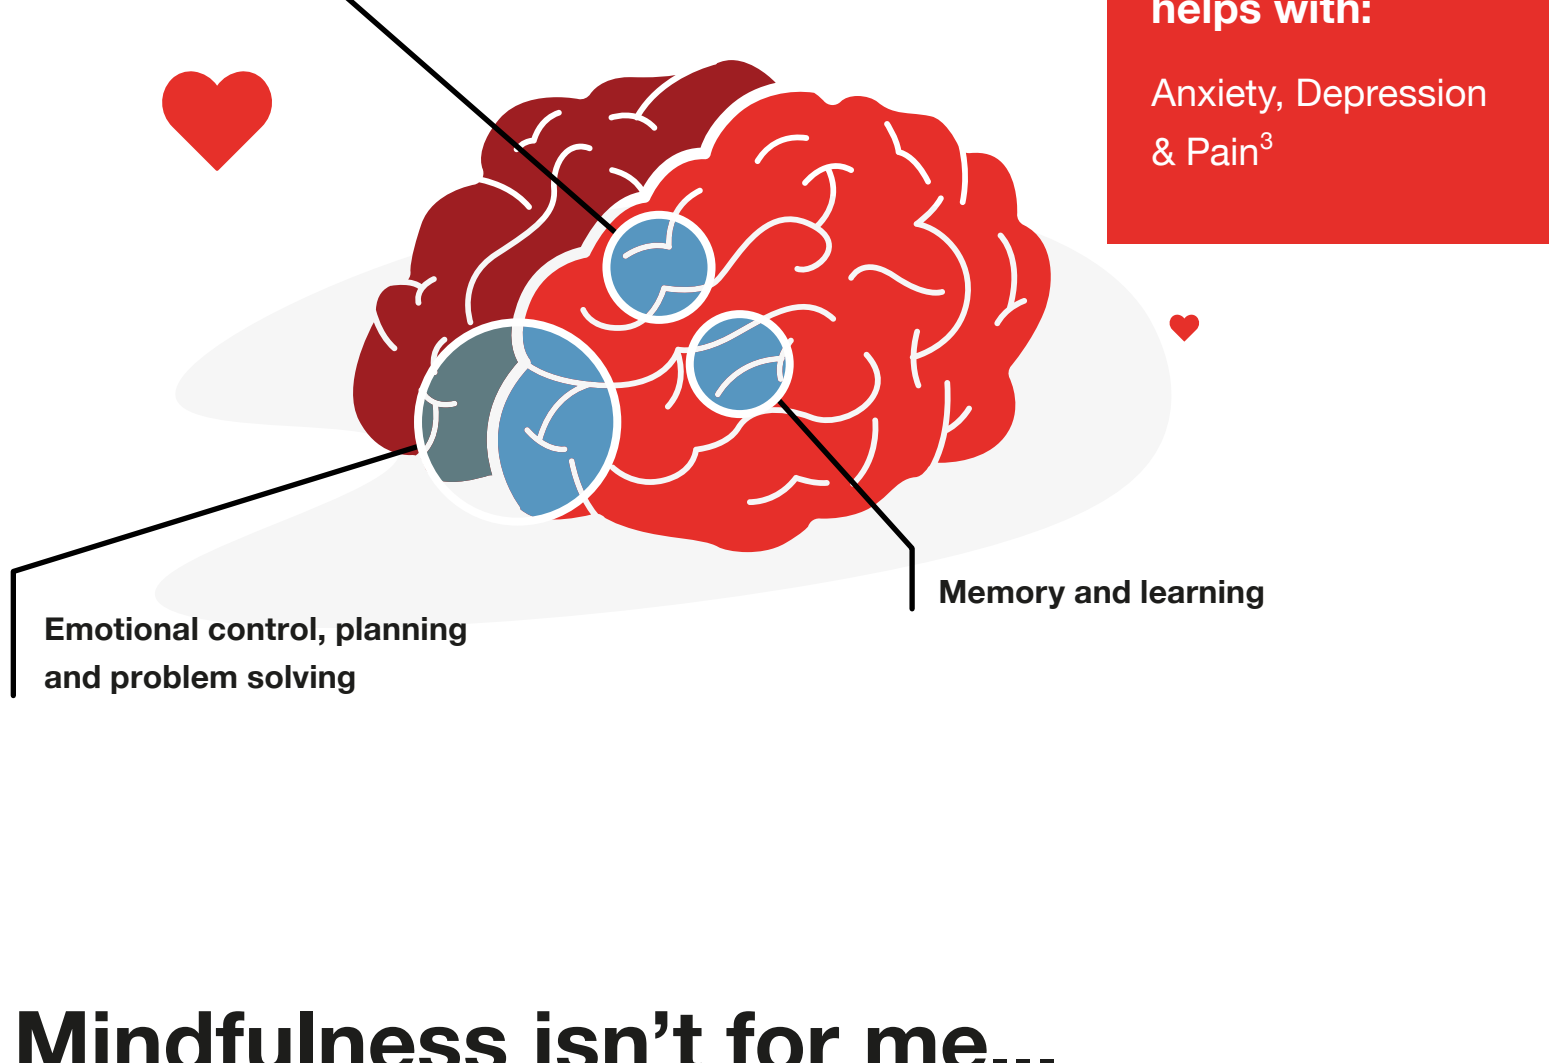 helps with:
Anxiety, Depression
& Pain³
Memory and learning
Emotional control, planning
and problem solving
Mindfulness isn’t for me...